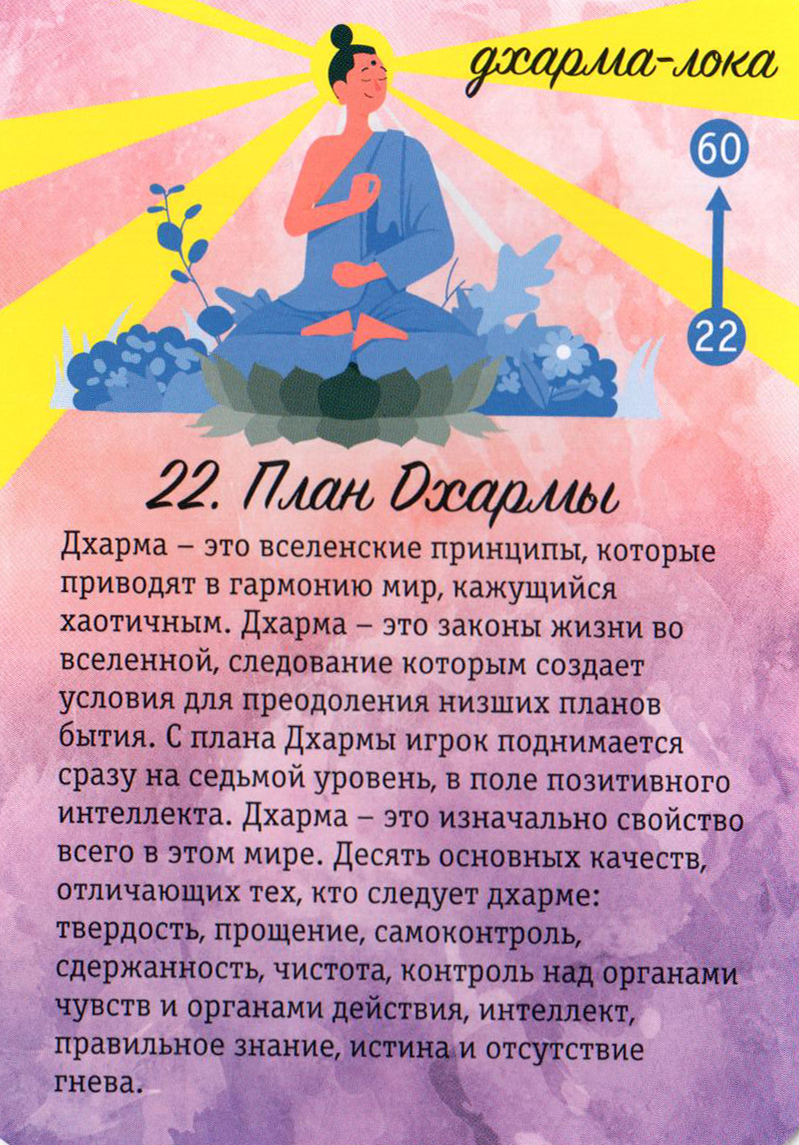 дхарма-лока
60
22
22. План Дхармы
Дхарма – это вселенские принципы, которые
приводят в гармонию мир, кажущийся
хаотичным. Дхарма – это законы жизни во
вселенной, следование которым создает
условия для преодоления низших планов
бытия. С плана Дхармы игрок поднимается
сразу на седьмой уровень, в поле позитивного
интеллекта. Дхарма – это изначально свойство
всего в этом мире. Десять основных качеств,
отличающих тех, кто следует дхарме:
твердость, прощение, самоконтроль,
сдержанность, чистота, контроль над органами
чувств и органами действия, интеллект,
правильное знание, истина и отсутствие
гнева.